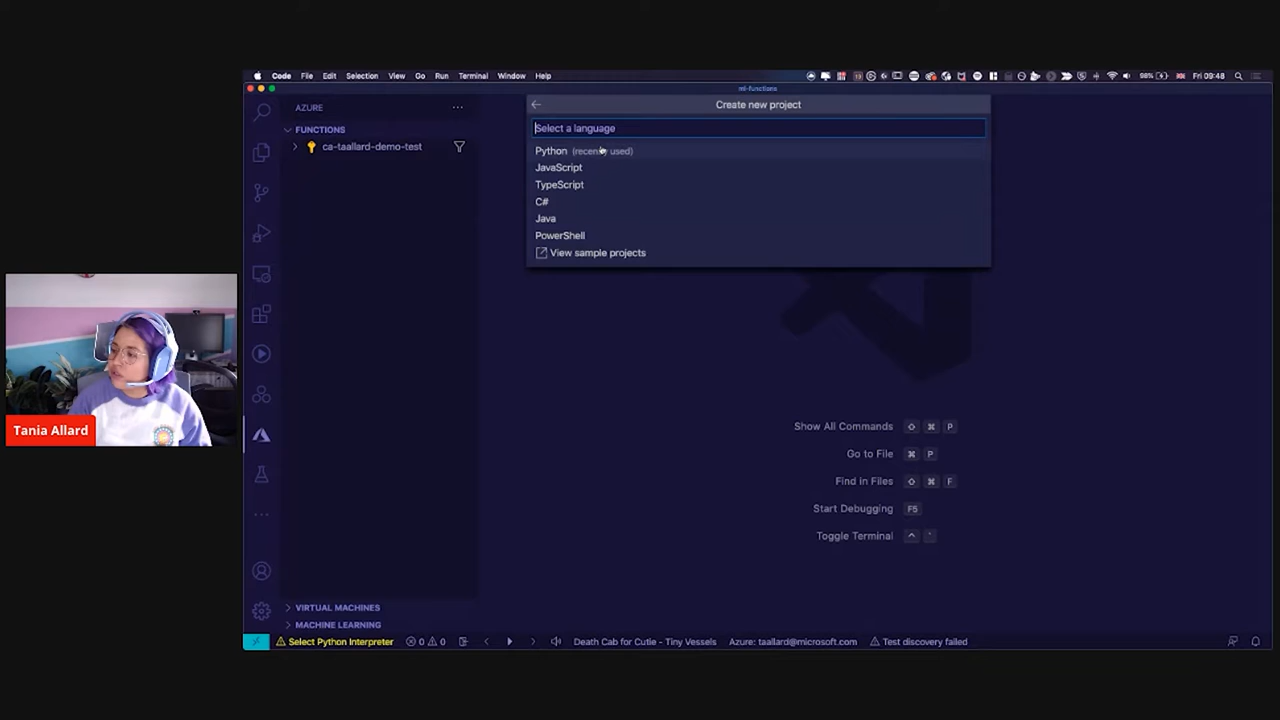 Code File Edit Selection View Go Run Terminal Window Help
98% Fri 09:48
ml-functions
AZURE
FUNCTIONS
ca-taallard-demo-test
Create new project
Select a language
Python (recently used)
JavaScript
TypeScript
C#
Java
PowerShell
View sample projects
Tania Allard
Show All Commands ⇧ ⌘ P
Go to File ⌘ P
Find in Files ⇧ ⌘ F
Start Debugging F5
Toggle Terminal ^ `
VIRTUAL MACHINES
MACHINE LEARNING
Select Python Interpreter 0 0 Death Cab for Cutie - Tiny Vessels Azure: taallard@microsoft.com Test discovery failed